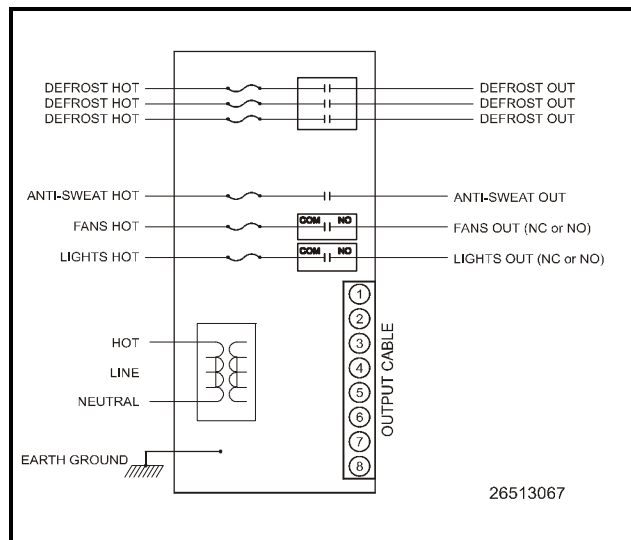 DEFROST HOT
DEFROST OUT
DEFROST HOT
DEFROST OUT
DEFROST HOT
DEFROST OUT
ANTI-SWEAT HOT
ANTI-SWEAT OUT
FANS HOT
COM NO
FANS OUT (NC or NO)
LIGHTS HOT
COM NO
LIGHTS OUT (NC or NO)
1
2
3
4
5
6
7
8
OUTPUT CABLE
HOT
LINE
NEUTRAL
EARTH GROUND
26513067